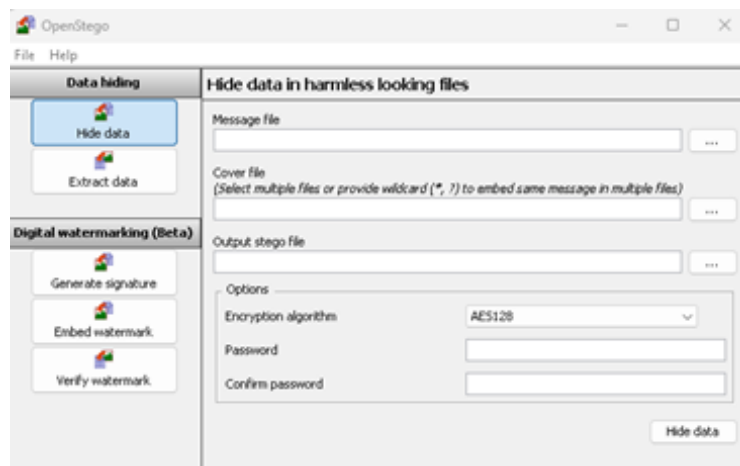 OpenStego
File Help
Data hiding
Hide data
Extract data
Digital watermarking (Beta)
Generate signature
Embed watermark
Verify watermark
Hide data in harmless looking files
Message file
...
Cover file
(Select multiple files or provide wildcard (*, ?) to embed same message in multiple files)
...
Output stego file
...
Options
Encryption algorithm AES128
Password
Confirm password
Hide data